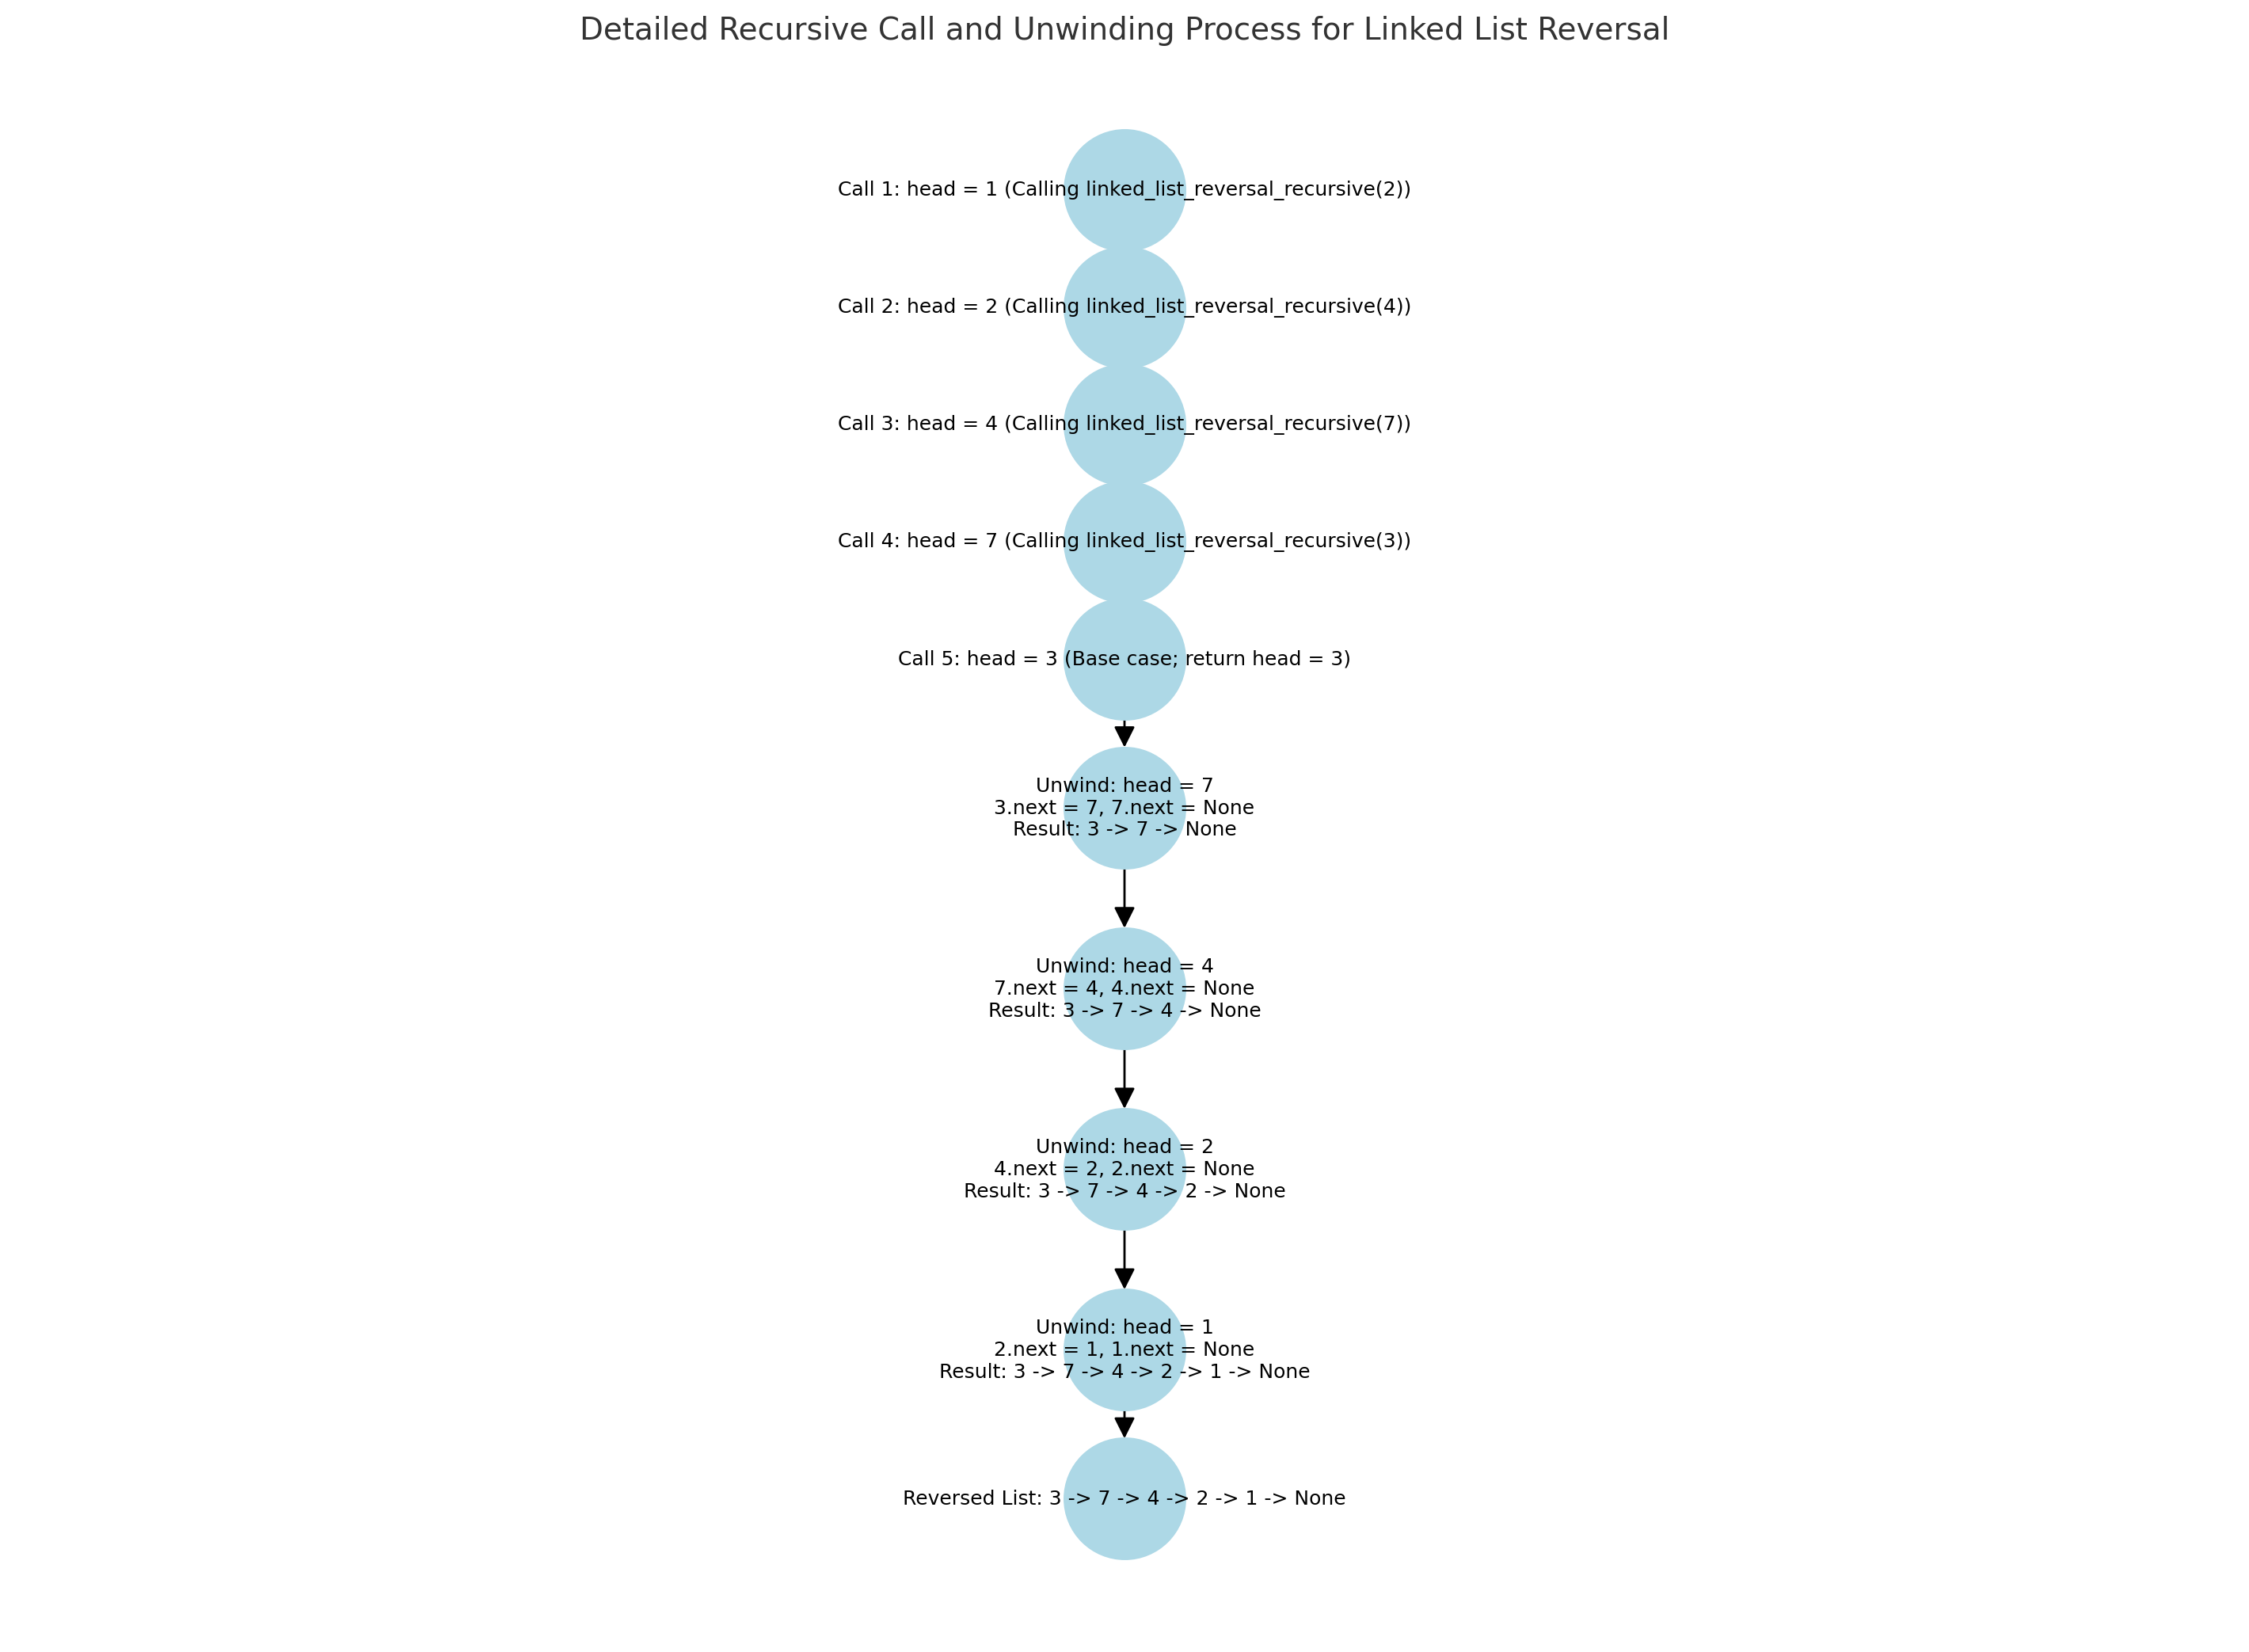 Detailed Recursive Call and Unwinding Process for Linked List Reversal
Call 1: head = 1 (Calling linked_list_reversal_recursive(2))
Call 2: head = 2 (Calling linked_list_reversal_recursive(4))
Call 3: head = 4 (Calling linked_list_reversal_recursive(7))
Call 4: head = 7 (Calling linked_list_reversal_recursive(3))
Call 5: head = 3 (Base case; return head = 3)
Unwind: head = 7
3.next = 7, 7.next = None
Result: 3 -> 7 -> None
Unwind: head = 4
7.next = 4, 4.next = None
Result: 3 -> 7 -> 4 -> None
Unwind: head = 2
4.next = 2, 2.next = None
Result: 3 -> 7 -> 4 -> 2 -> None
Unwind: head = 1
2.next = 1, 1.next = None
Result: 3 -> 7 -> 4 -> 2 -> 1 -> None
Reversed List: 3 -> 7 -> 4 -> 2 -> 1 -> None